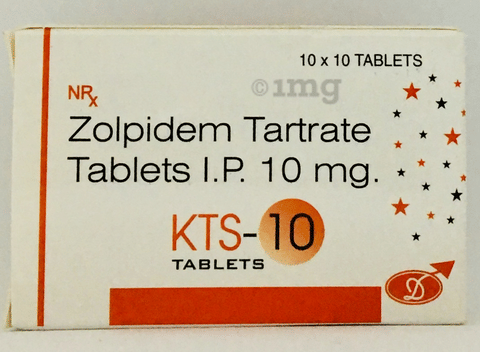 10 x 10 TABLETS
©1mg
NRx
Zolpidem Tartrate
Tablets I.P. 10 mg.
KTS-10
TABLETS
D